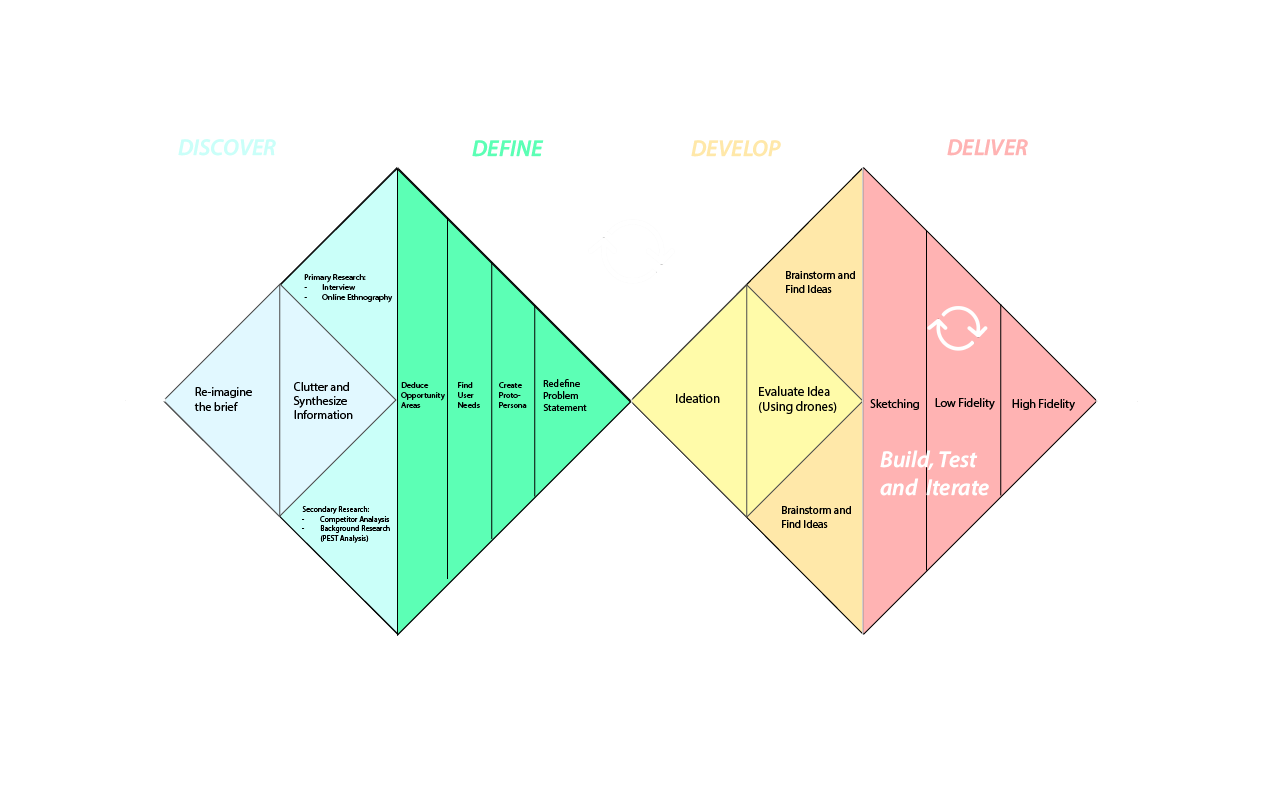 DISCOVER
DEFINE
DEVELOP
DELIVER
Primary Research:
- Interview
- Online Ethnography
Re-imagine
the brief
Clutter and
Synthesize
Information
Secondary Research:
- Competitor Analaysis
- Background Research
(PEST Analysis)
Deduce
Opportunity
Areas
Find
User
Needs
Create
Proto-
Persona
Redefine
Problem
Statement
Ideation
Brainstorm and
Find Ideas
Evaluate Idea
(Using drones)
Brainstorm and
Find Ideas
Sketching
Low Fidelity
High Fidelity
Build, Test
and Iterate